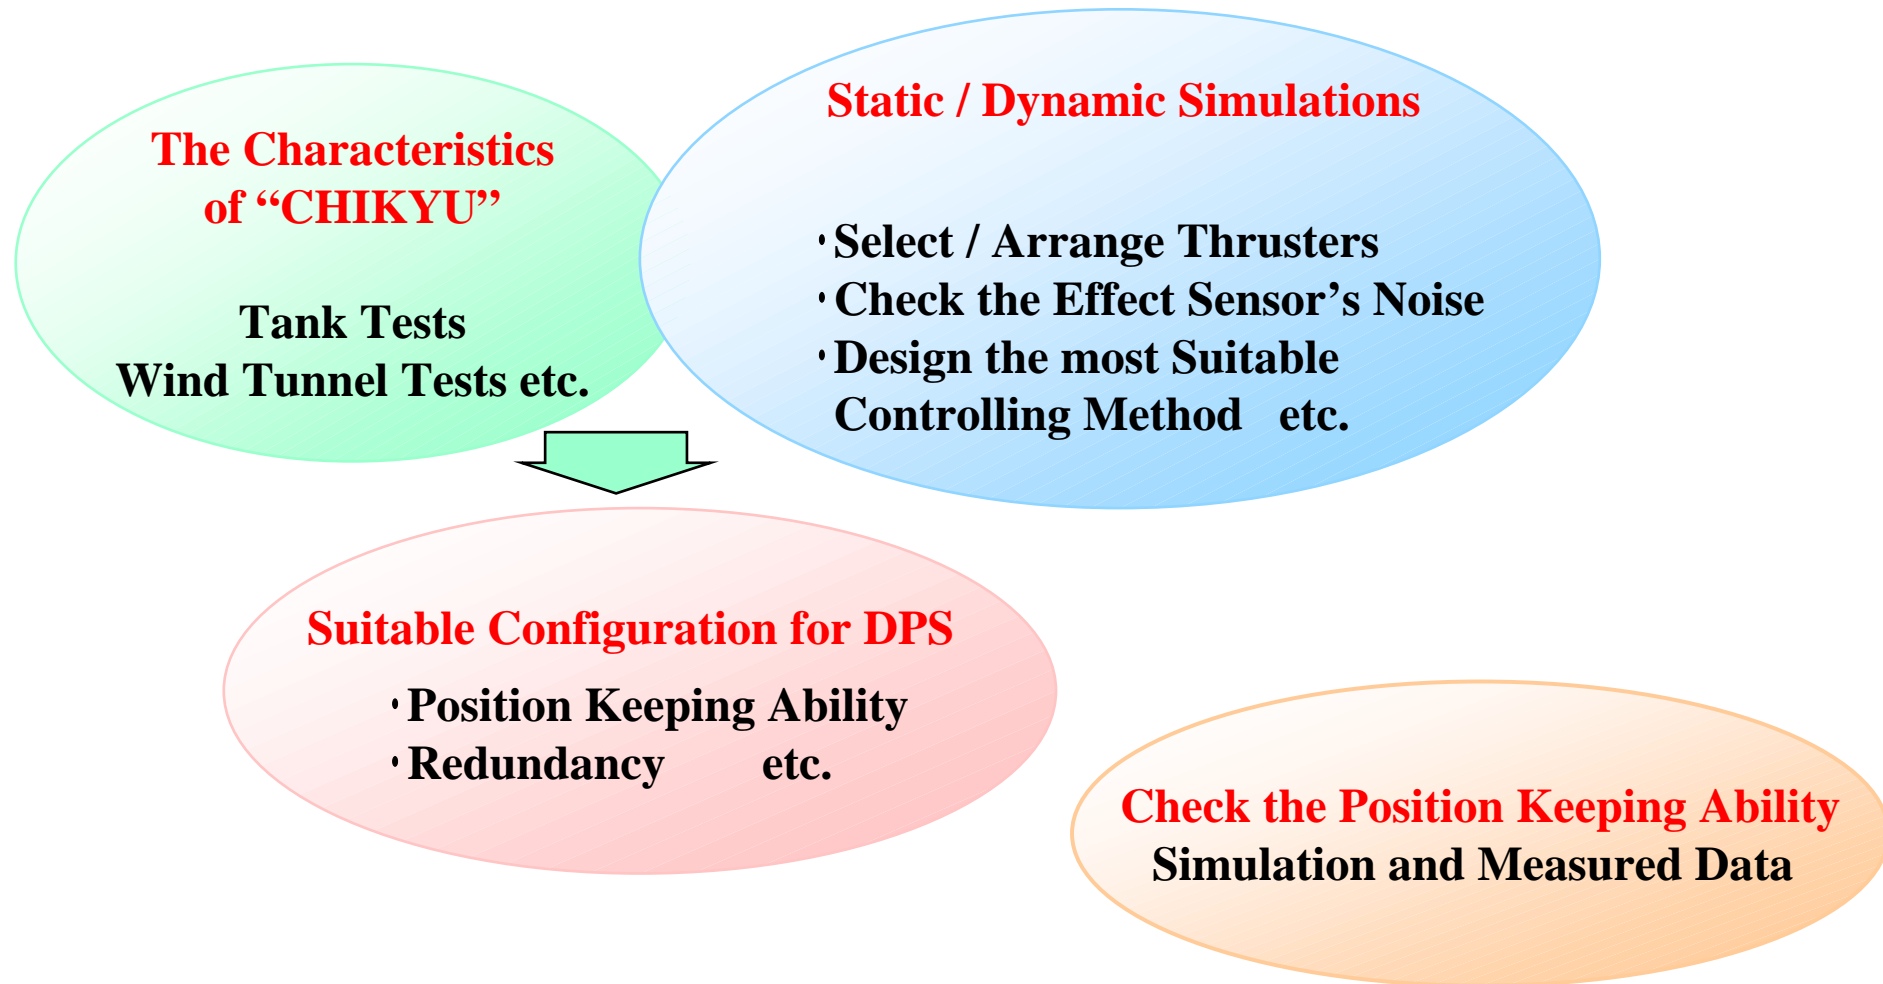 The Characteristics
of “CHIKYU”
Tank Tests
Wind Tunnel Tests etc.
Static / Dynamic Simulations
・Select / Arrange Thrusters
・Check the Effect Sensor’s Noise
・Design the most Suitable
Controlling Method etc.
Suitable Configuration for DPS
・Position Keeping Ability
・Redundancy etc.
Check the Position Keeping Ability
Simulation and Measured Data